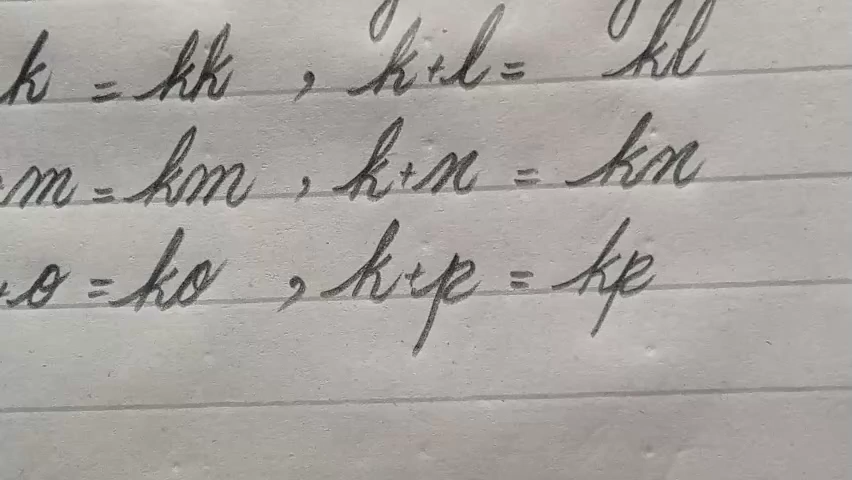 k = kk , k+l = kl
+m = km , k+n = kn
+o = ko , k+p = kp